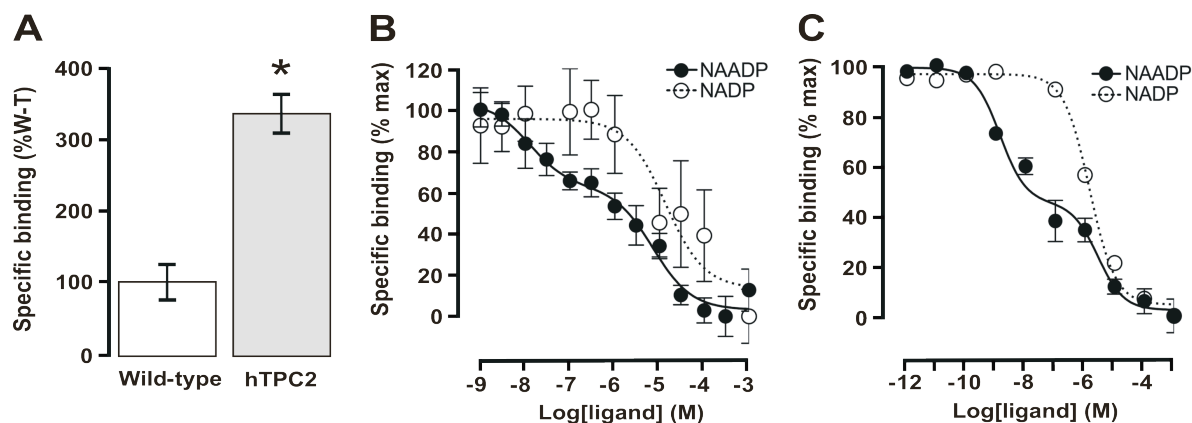 A
Specific binding (%W-T)
400
300
200
100
0
*
Wild-type hTPC2
B
Specific binding (% max)
120
100
80
60
40
20
0
NAADP
NADP
-9 -8 -7 -6 -5 -4 -3
Log[ligand] (M)
C
Specific binding (% max)
100
80
60
40
20
0
NAADP
NADP
-12 -10 -8 -6 -4
Log[ligand] (M)